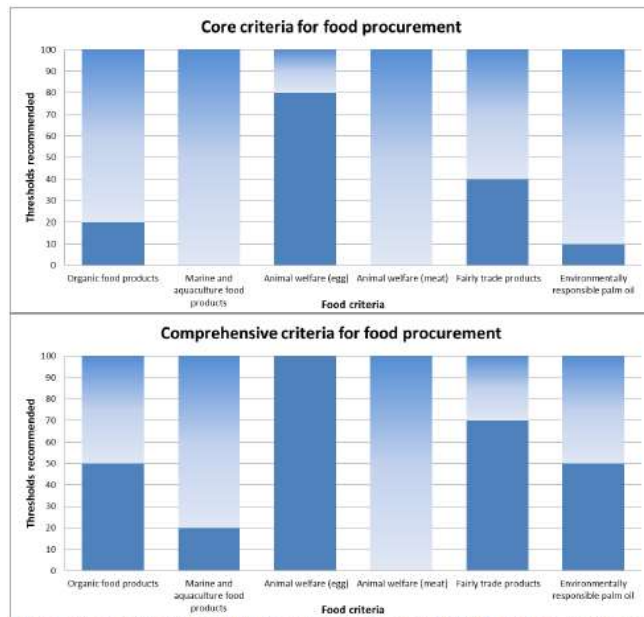 Core criteria for food procurement
Thresholds recommended
100
90
80
70
60
50
40
30
20
10
0
Organic food products
Marine and
aquaculture food
products
Animal welfare (egg)
Animal welfare (meat)
Fairly trade products
Environmentally
responsible palm oil
Food criteria
Comprehensive criteria for food procurement
Thresholds recommended
100
90
80
70
60
50
40
30
20
10
0
Organic food products
Marine and
aquaculture food
products
Animal welfare (egg)
Animal welfare (meat)
Fairly trade products
Environmentally
responsible palm oil
Food criteria